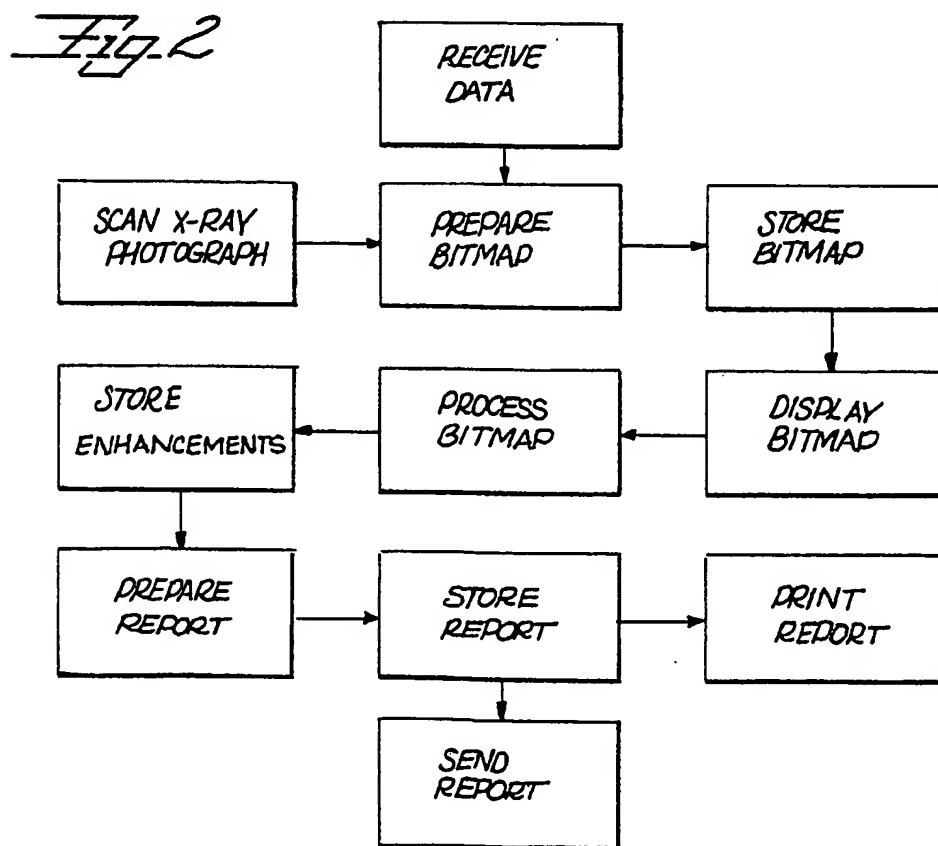 Fig. 2
RECEIVE
DATA
SCAN X-RAY
PHOTOGRAPH
PREPARE
BITMAP
STORE
BITMAP
STORE
ENHANCEMENTS
PROCESS
BITMAP
DISPLAY
BITMAP
PREPARE
REPORT
STORE
REPORT
PRINT
REPORT
SEND
REPORT